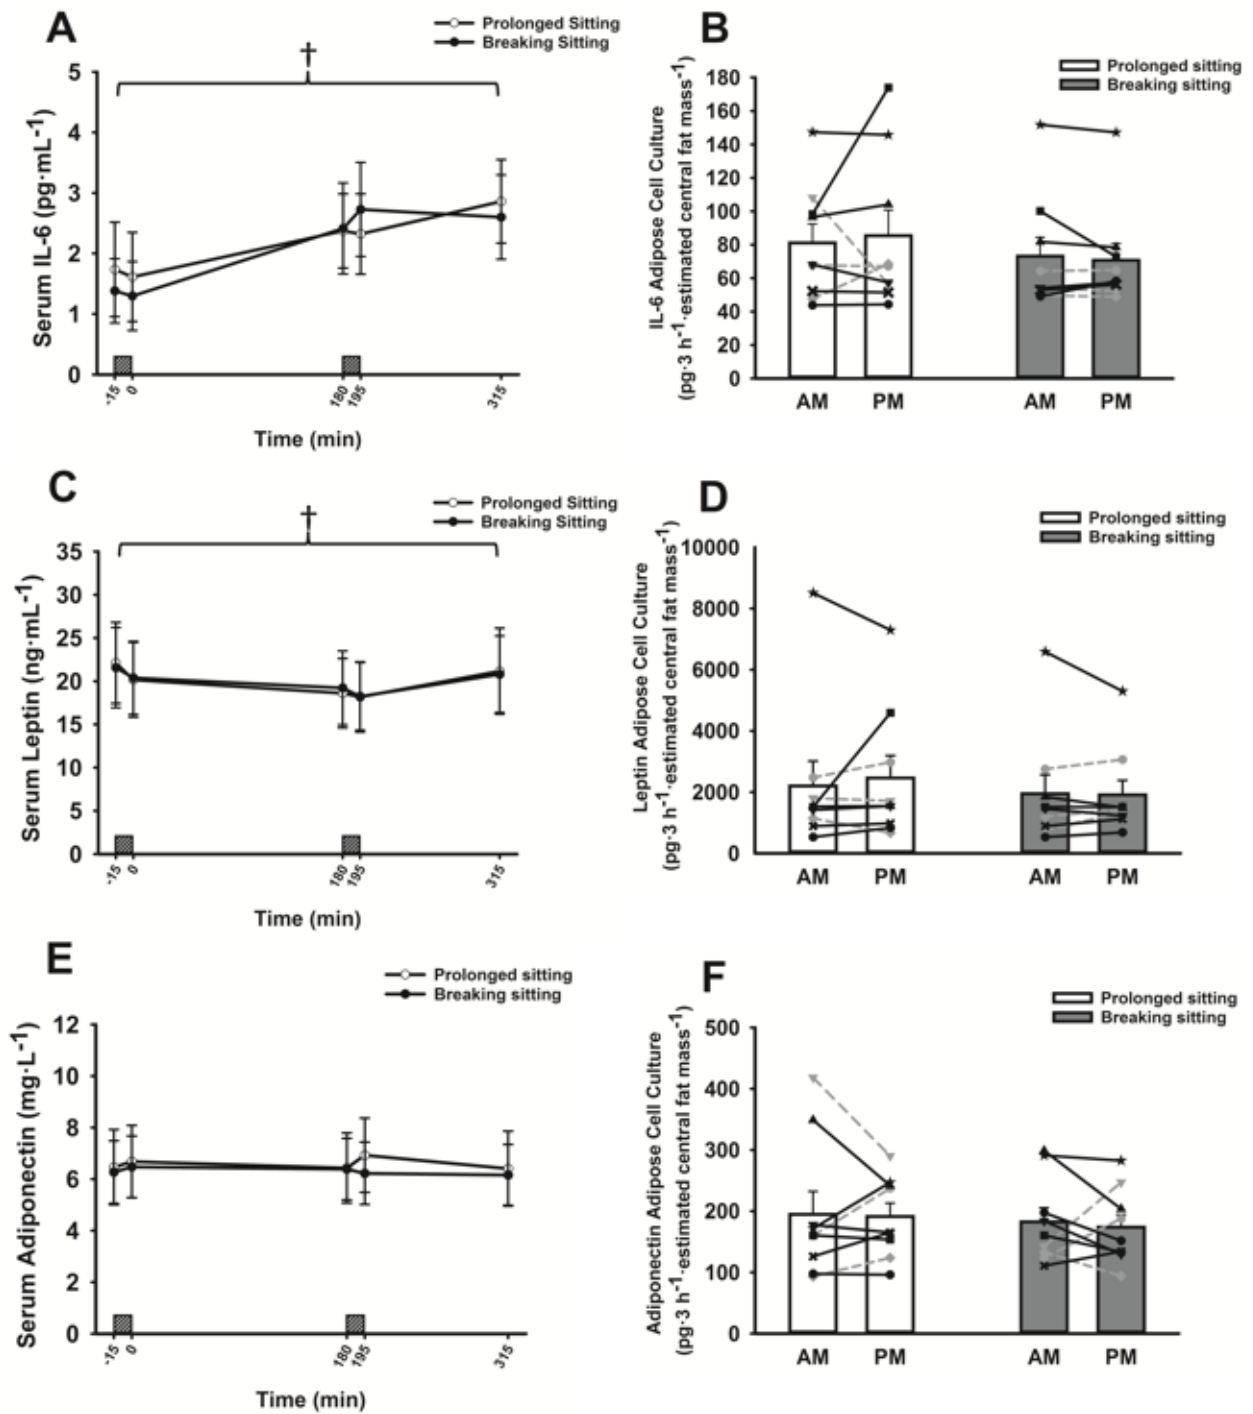 A
Prolonged Sitting
Breaking Sitting
†
Serum IL-6 (pg·mL⁻¹)
5
4
3
2
1
0
-15
0
180
195
315
Time (min)
B
Prolonged sitting
Breaking sitting
IL-6 Adipose Cell Culture
(pg·3 h⁻¹·estimated central fat mass⁻¹)
180
160
140
120
100
80
60
40
20
0
AM
PM
AM
PM
C
Prolonged Sitting
Breaking Sitting
†
Serum Leptin (ng·mL⁻¹)
35
30
25
20
15
10
5
0
-15
0
180
195
315
Time (min)
D
Prolonged sitting
Breaking sitting
Leptin Adipose Cell Culture
(pg·3 h⁻¹·estimated central fat mass⁻¹)
10000
8000
6000
4000
2000
0
AM
PM
AM
PM
E
Prolonged sitting
Breaking sitting
Serum Adiponectin (mg·L⁻¹)
12
10
8
6
4
2
0
-15
0
180
195
315
Time (min)
F
Prolonged sitting
Breaking sitting
Adiponectin Adipose Cell Culture
(pg·3 h⁻¹·estimated central fat mass⁻¹)
500
400
300
200
100
0
AM
PM
AM
PM